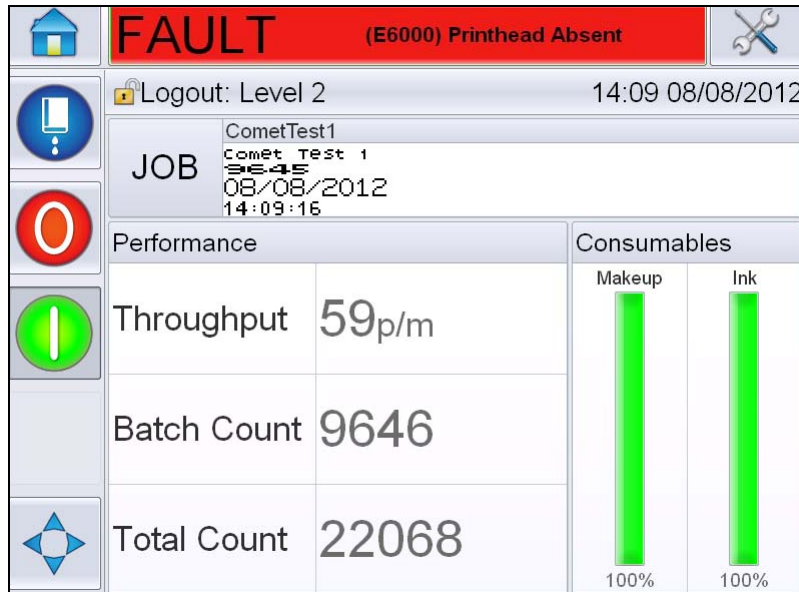 FAULT (E6000) Printhead Absent
Logout: Level 2 14:09 08/08/2012
CometTest1
JOB
Comet Test 1
9645
08/08/2012
14:09:16
Performance
Consumables
Makeup Ink
Throughput 59p/m
Batch Count 9646
Total Count 22068
100% 100%